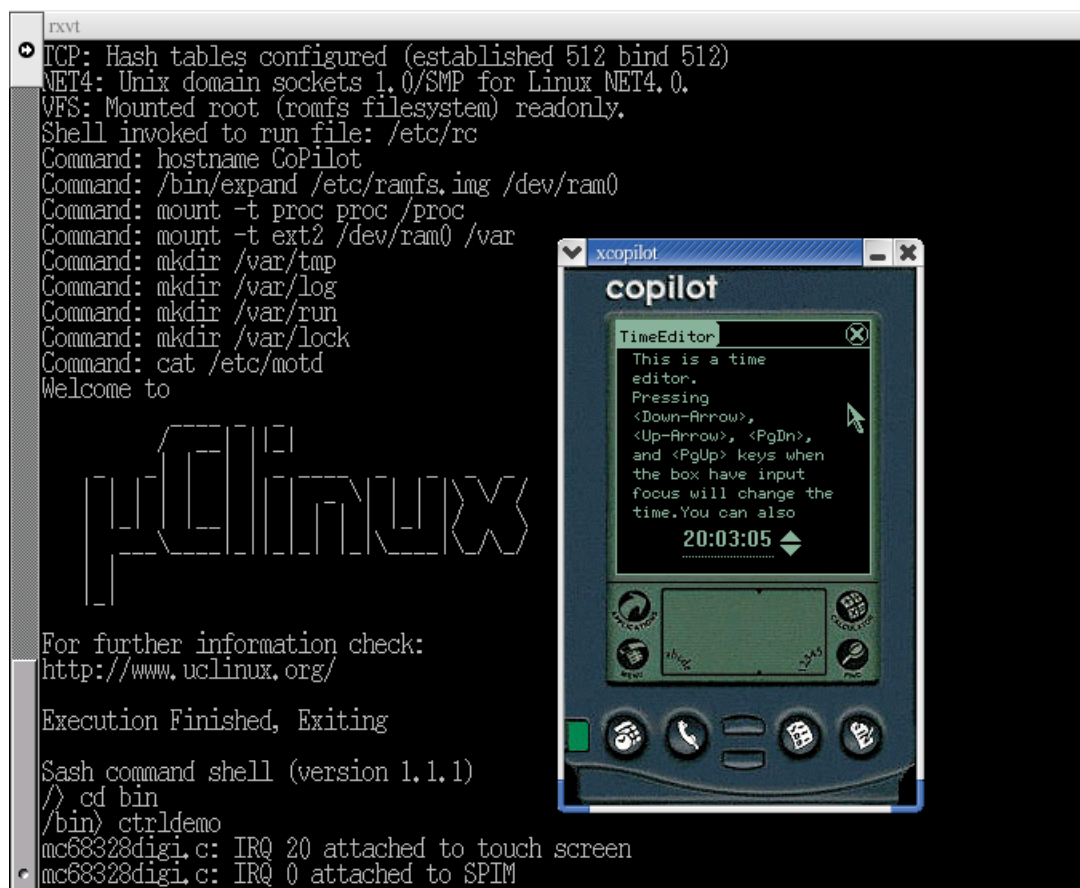 rxvt
TCP: Hash tables configured (established 512 bind 512)
NET4: Unix domain sockets 1.0/SMP for Linux NET4.0.
VFS: Mounted root (romfs filesystem) readonly.
Shell invoked to run file: /etc/rc
Command: hostname CoPilot
Command: /bin/expand /etc/ramfs.img /dev/ram0
Command: mount -t proc proc /proc
Command: mount -t ext2 /dev/ram0 /var
Command: mkdir /var/tmp
Command: mkdir /var/log
Command: mkdir /var/run
Command: mkdir /var/lock
Command: cat /etc/motd
Welcome to
µClinux
For further information check:
http://www.uclinux.org/
Execution Finished, Exiting
Sash command shell (version 1.1.1)
/> cd bin
/bin> ctrldemo
mc68328digi.c: IRQ 20 attached to touch screen
mc68328digi.c: IRQ 0 attached to SPIM
xcopilot
copilot
TimeEditor
This is a time
editor.
Pressing
<Down-Arrow>,
<Up-Arrow>, <PgDn>,
and <PgUp> keys when
the box have input
focus will change the
time.You can also
20:03:05
APPLICATIONS
CALCULATOR
MENU
abcde
12345
FIND